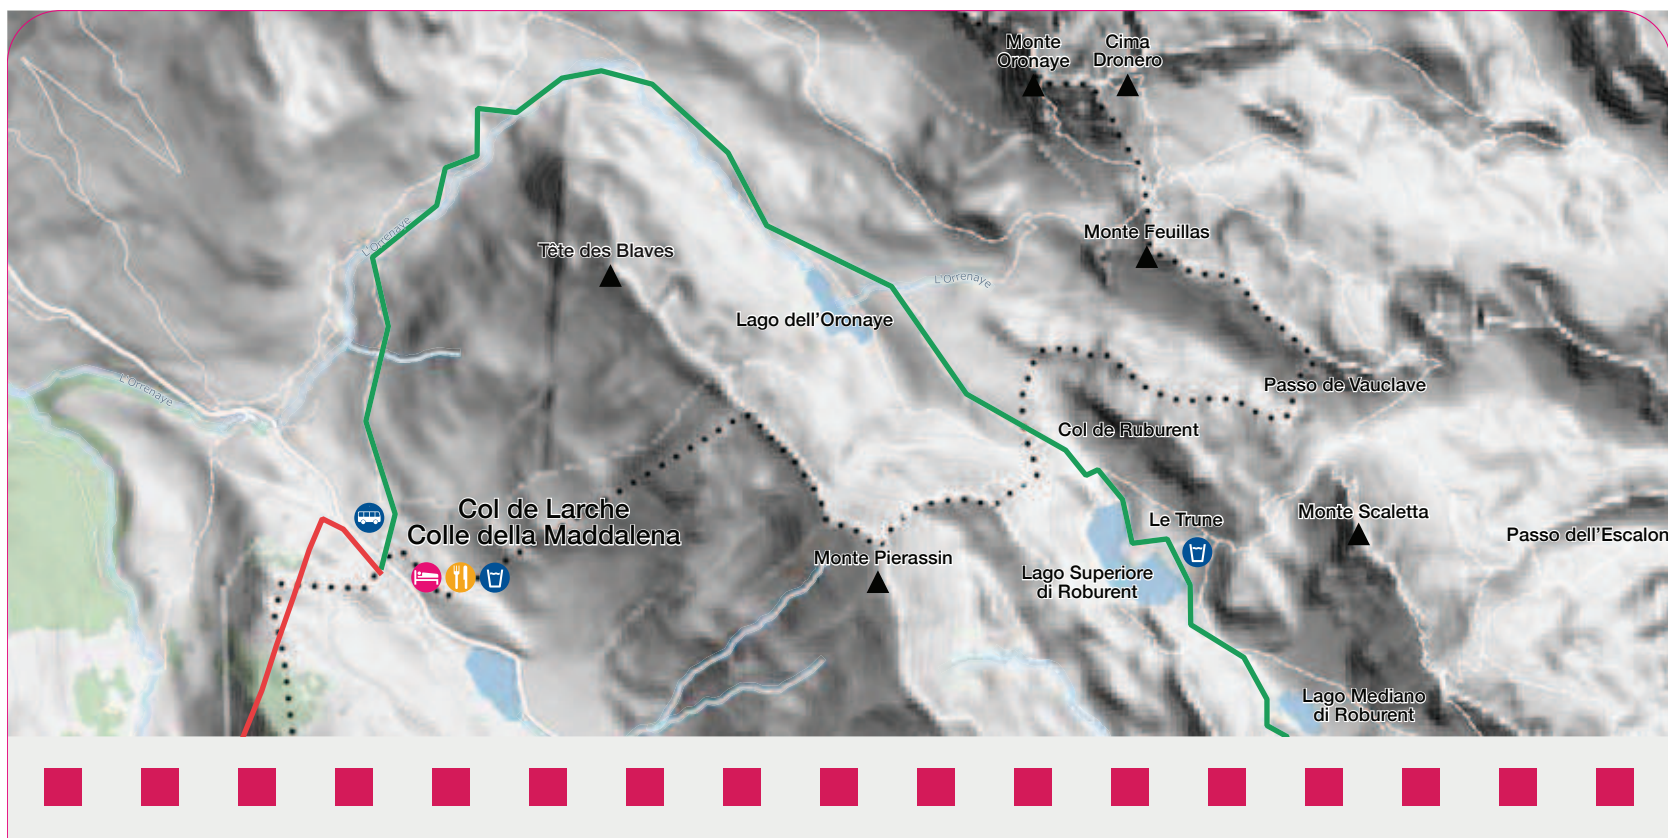 Monte
Oronaye
Cima
Dronero
L'Orrenaye
Monte Feuillas
Tête des Blaves
L'Orrenaye
Lago dell'Oronaye
L'Orrenaye
Passo de Vauclave
Col de Ruburent
Col de Larche
Colle della Maddalena
Le Trune
Monte Scaletta
Passo dell'Escalon
Monte Pierassin
Lago Superiore
di Roburent
Lago Mediano
di Roburent